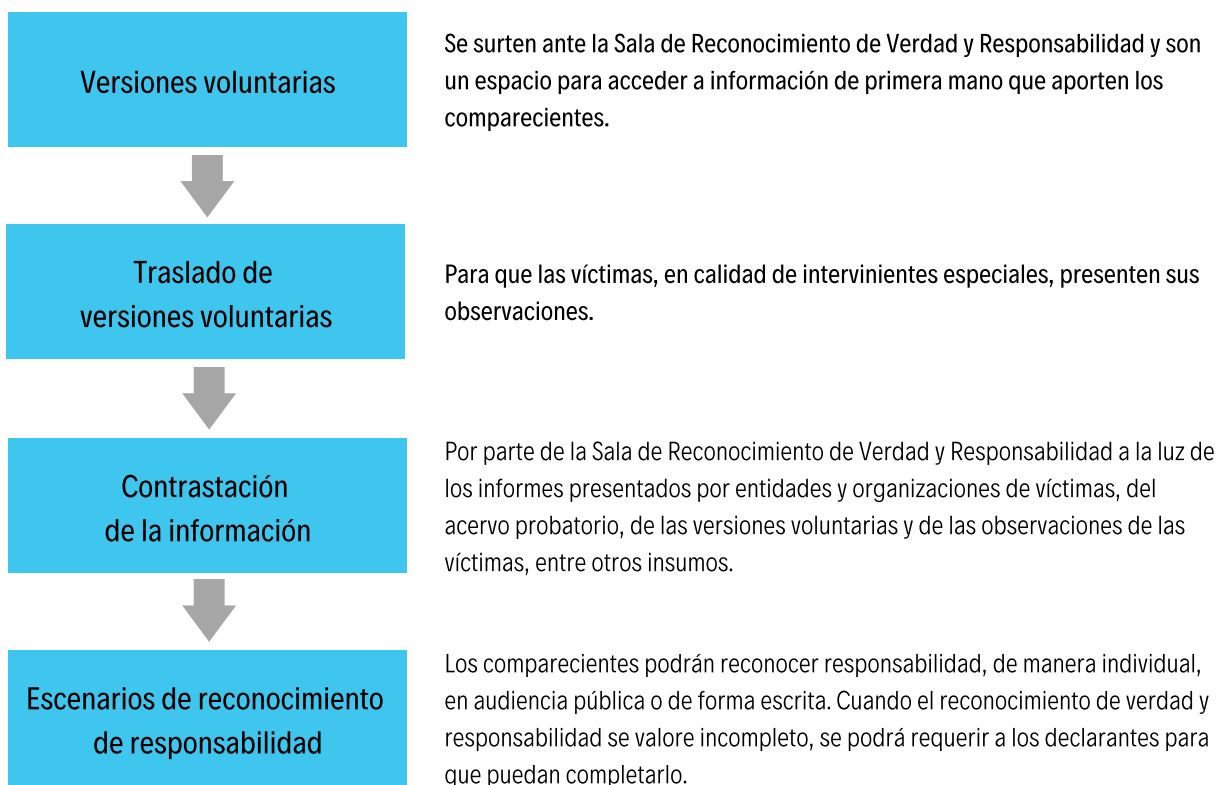 Versiones voluntarias
Se surten ante la Sala de Reconocimiento de Verdad y Responsabilidad y son
un espacio para acceder a información de primera mano que aporten los
comparecientes.
Traslado de
versiones voluntarias
Para que las víctimas, en calidad de intervinientes especiales, presenten sus
observaciones.
Contrastación
de la información
Por parte de la Sala de Reconocimiento de Verdad y Responsabilidad a la luz de
los informes presentados por entidades y organizaciones de víctimas, del
acervo probatorio, de las versiones voluntarias y de las observaciones de las
víctimas, entre otros insumos.
Escenarios de reconocimiento
de responsabilidad
Los comparecientes podrán reconocer responsabilidad, de manera individual,
en audiencia pública o de forma escrita. Cuando el reconocimiento de verdad y
responsabilidad se valore incompleto, se podrá requerir a los declarantes para
que puedan completarlo.